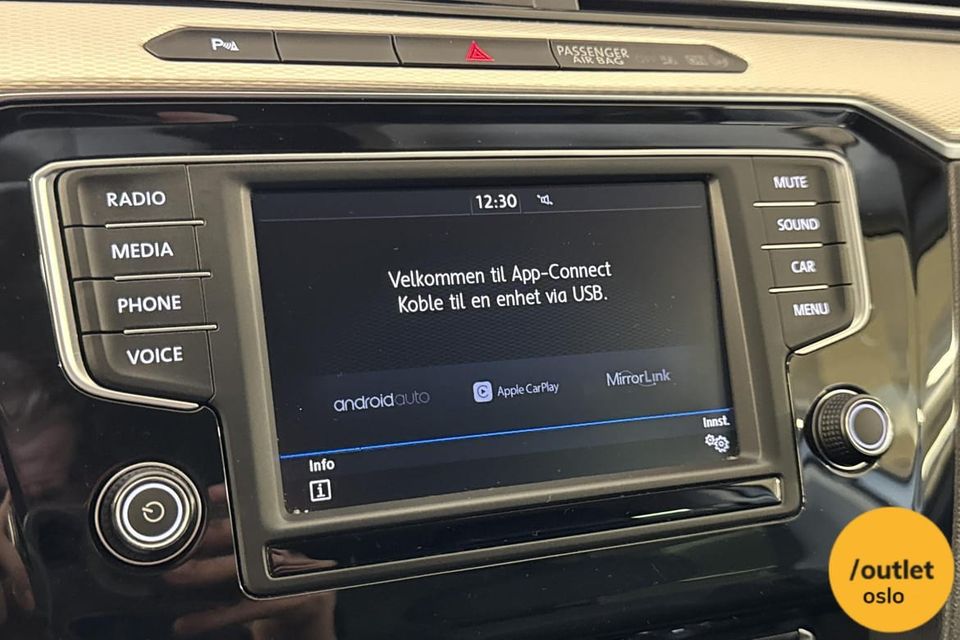 P
PASSENGER
AIR BAG
RADIO
MEDIA
PHONE
VOICE
12:30
Velkommen til App-Connect
Koble til en enhet via USB.
androidauto
Apple CarPlay
MirrorLink
Innst.
Info
i
MUTE
SOUND
CAR
MENU
/outlet
oslo